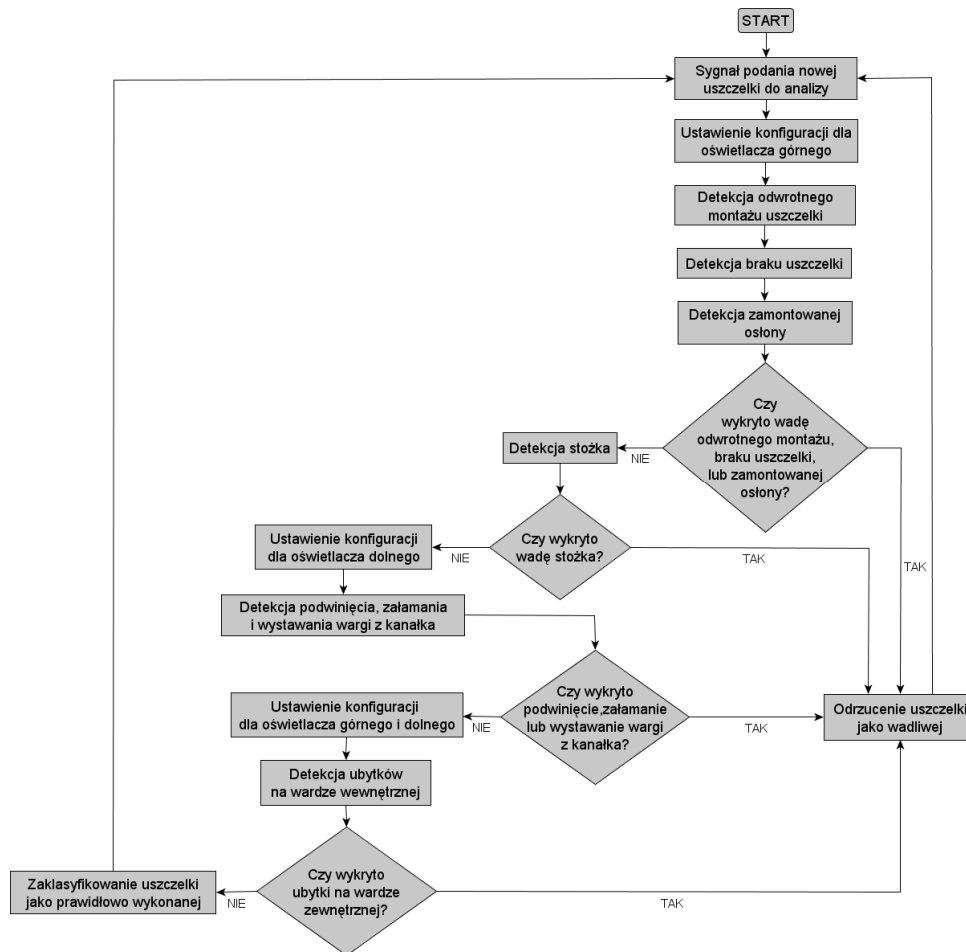 START
Sygnał podania nowej
uszczelki do analizy
Ustawienie konfiguracji dla
oświetlacza górnego
Detekcja odwrotnego
montażu uszczelki
Detekcja braku uszczelki
Detekcja zamontowanej
osłony
Czy
wykryto wadę
odwrotnego montażu,
braku uszczelki,
lub zamontowanej
osłony?
NIE
TAK
Detekcja stożka
Czy wykryto
wadę stożka?
NIE
TAK
Ustawienie konfiguracji
dla oświetlacza dolnego
Detekcja podwinięcia, załamania
i wystawania wargi z kanałka
Czy wykryto
podwinięcie,załamanie
lub wystawanie wargi
z kanałka?
NIE
TAK
Odrzucenie uszczelki
jako wadliwej
Ustawienie konfiguracji
dla oświetlacza górnego i dolnego
Detekcja ubytków
na wardze wewnętrznej
Czy wykryto
ubytki na wardze
zewnętrznej?
NIE
TAK
Zaklasyfikowanie uszczelki
jako prawidłowo wykonanej